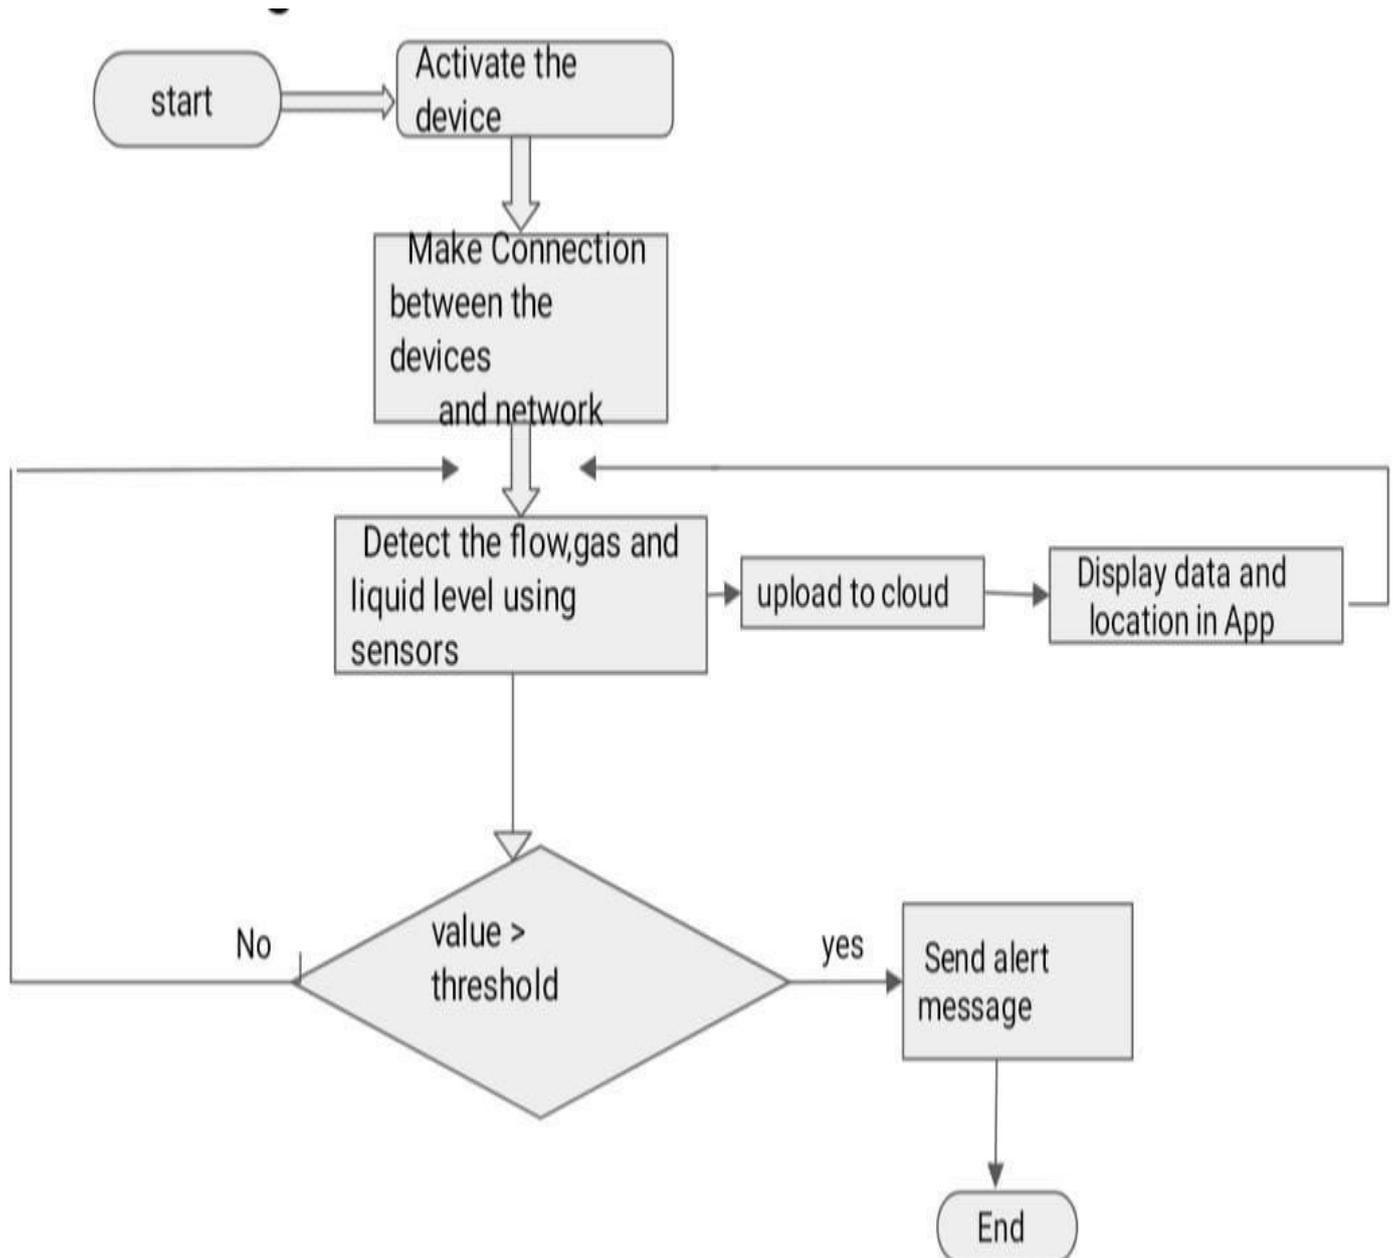 start
Activate the
device
Make Connection
between the
devices
and network
Detect the flow,gas and
liquid level using
sensors
upload to cloud
Display data and
location in App
value >
threshold
No
yes
Send alert
message
End